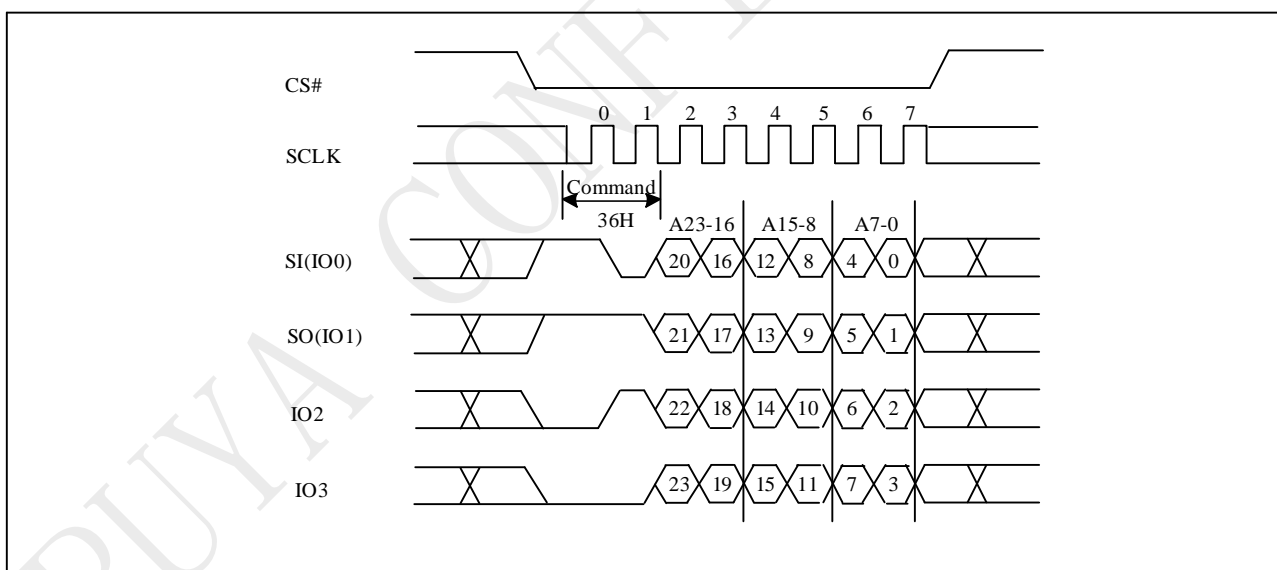 CS#
0 1 2 3 4 5 6 7
SCLK
Command
36H
A23-16 A15-8 A7-0
SI(IO0) 20 16 12 8 4 0
SO(IO1) 21 17 13 9 5 1
IO2 22 18 14 10 6 2
IO3 23 19 15 11 7 3
PUYA CONF